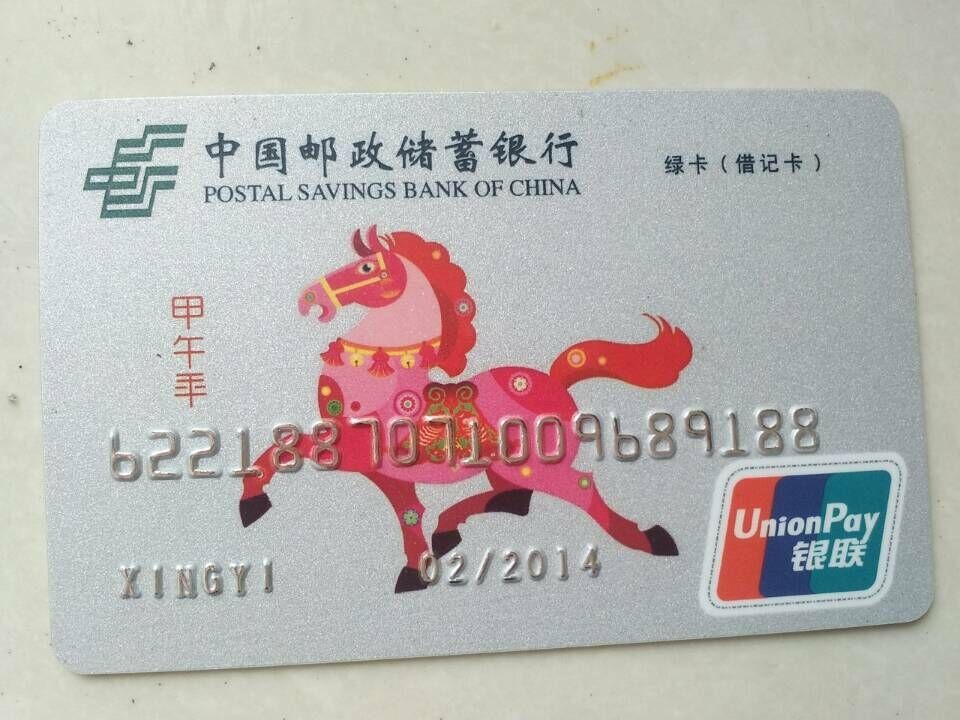 中国邮政储蓄银行
POSTAL SAVINGS BANK OF CHINA
绿卡（借记卡）
甲午年
6221887071009689188
UnionPay
银联
XINGYI 02/2014